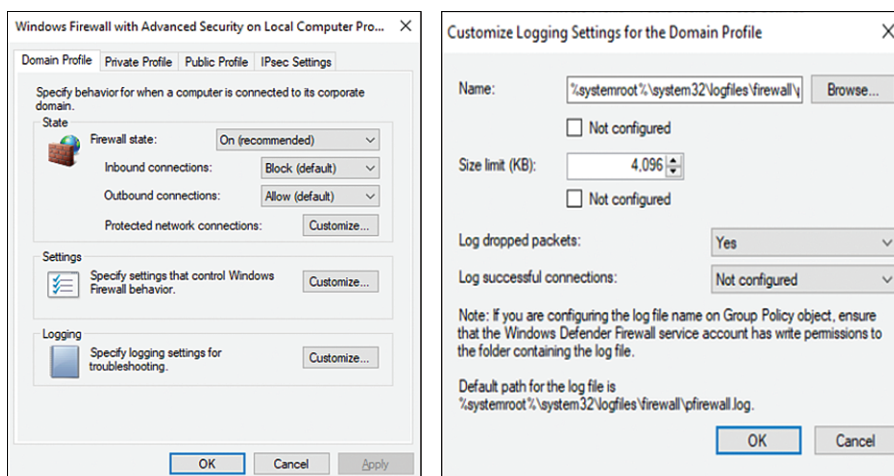 Windows Firewall with Advanced Security on Local Computer Pro...
Domain Profile Private Profile Public Profile IPsec Settings
Specify behavior for when a computer is connected to its corporate
domain.
State
Firewall state: On (recommended)
Inbound connections: Block (default)
Outbound connections: Allow (default)
Protected network connections: Customize...
Settings
Specify settings that control Windows
Firewall behavior.
Customize...
Logging
Specify logging settings for
troubleshooting.
Customize...
OK Cancel Apply
Customize Logging Settings for the Domain Profile
Name: %systemroot%\system32\logfiles\firewall\ Browse...
Not configured
Size limit (KB): 4,096
Not configured
Log dropped packets: Yes
Log successful connections: Not configured
Note: If you are configuring the log file name on Group Policy object, ensure
that the Windows Defender Firewall service account has write permissions to
the folder containing the log file.
Default path for the log file is
%systemroot%\system32\logfiles\firewall\pfirewall.log.
OK Cancel